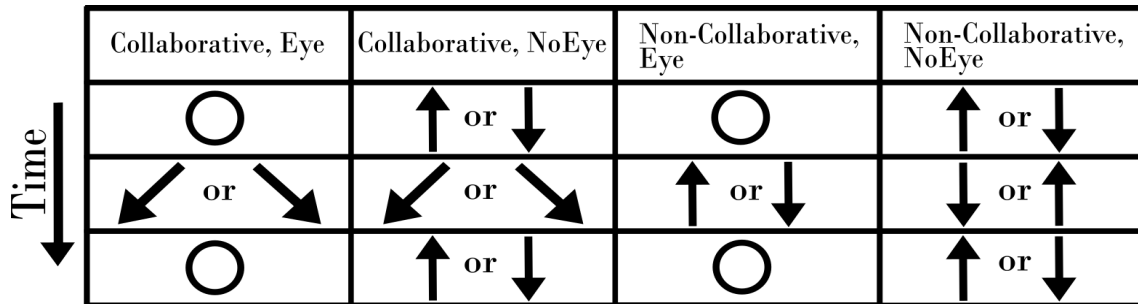 Collaborative, Eye
Collaborative, NoEye
Non-Collaborative,
Eye
Non-Collaborative,
NoEye
Time
or
or
or
or
or
or
or
or